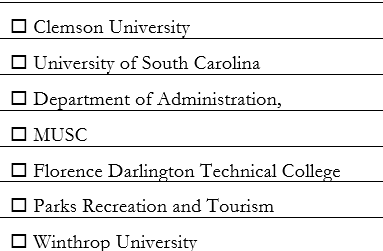 ☐ Clemson University
☐ University of South Carolina
☐ Department of Administration,
☐ MUSC
☐ Florence Darlington Technical College
☐ Parks Recreation and Tourism
☐ Winthrop University